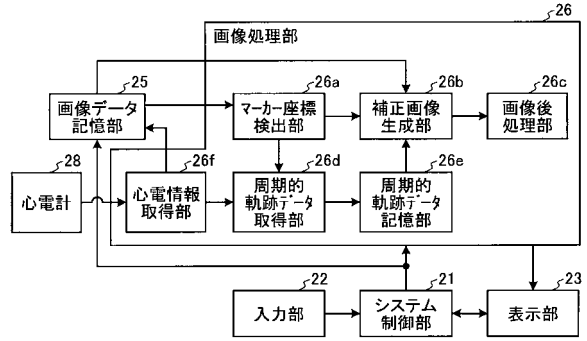 26
画像処理部
25
26a
26b
26c
画像データ
記憶部
マーカー座標
検出部
補正画像
生成部
画像後
処理部
28
26f
26d
26e
心電計
心電情報
取得部
周期的
軌跡データ
取得部
周期的
軌跡データ
記憶部
22
21
23
入力部
システム
制御部
表示部